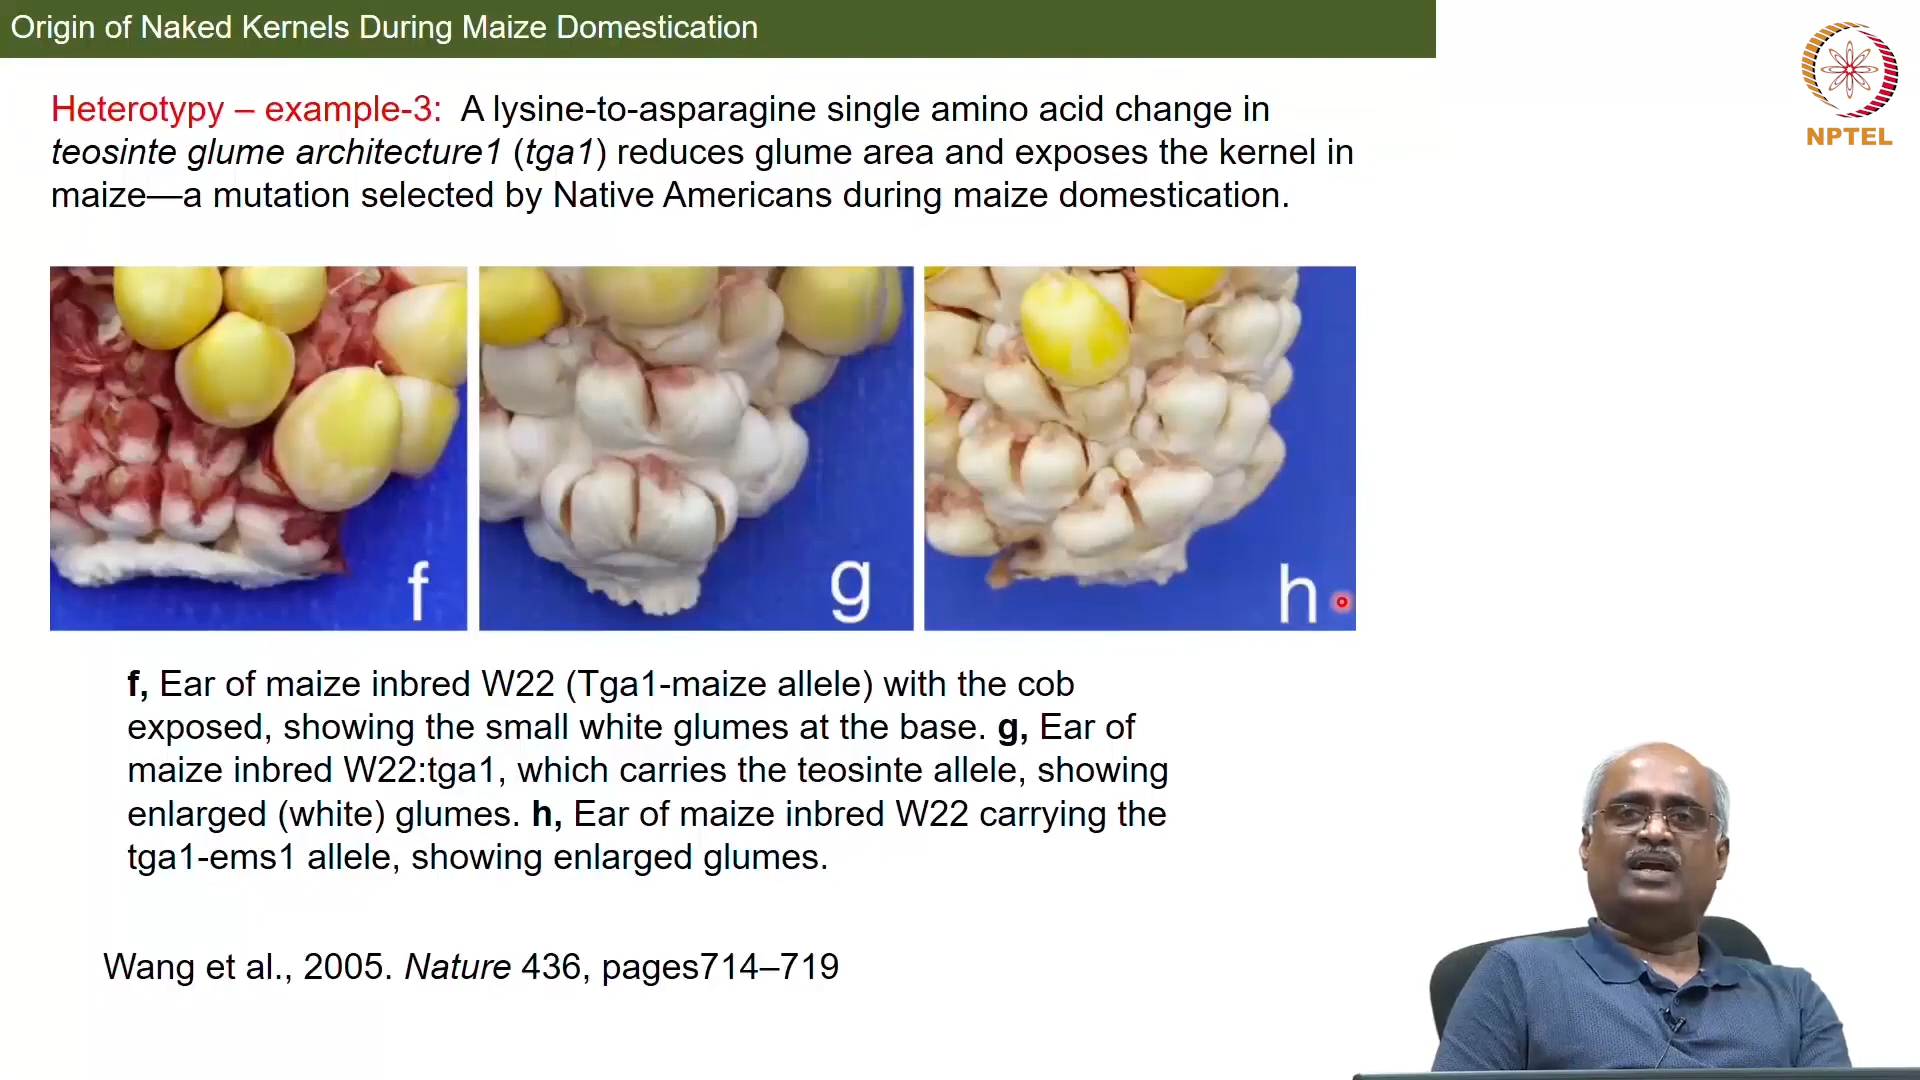 Origin of Naked Kernels During Maize Domestication
NPTEL
Heterotypy – example-3: A lysine-to-asparagine single amino acid change in
teosinte glume architecture1 (tga1) reduces glume area and exposes the kernel in
maize—a mutation selected by Native Americans during maize domestication.
f
g
h
f, Ear of maize inbred W22 (Tga1-maize allele) with the cob
exposed, showing the small white glumes at the base. g, Ear of
maize inbred W22:tga1, which carries the teosinte allele, showing
enlarged (white) glumes. h, Ear of maize inbred W22 carrying the
tga1-ems1 allele, showing enlarged glumes.
Wang et al., 2005. Nature 436, pages714–719